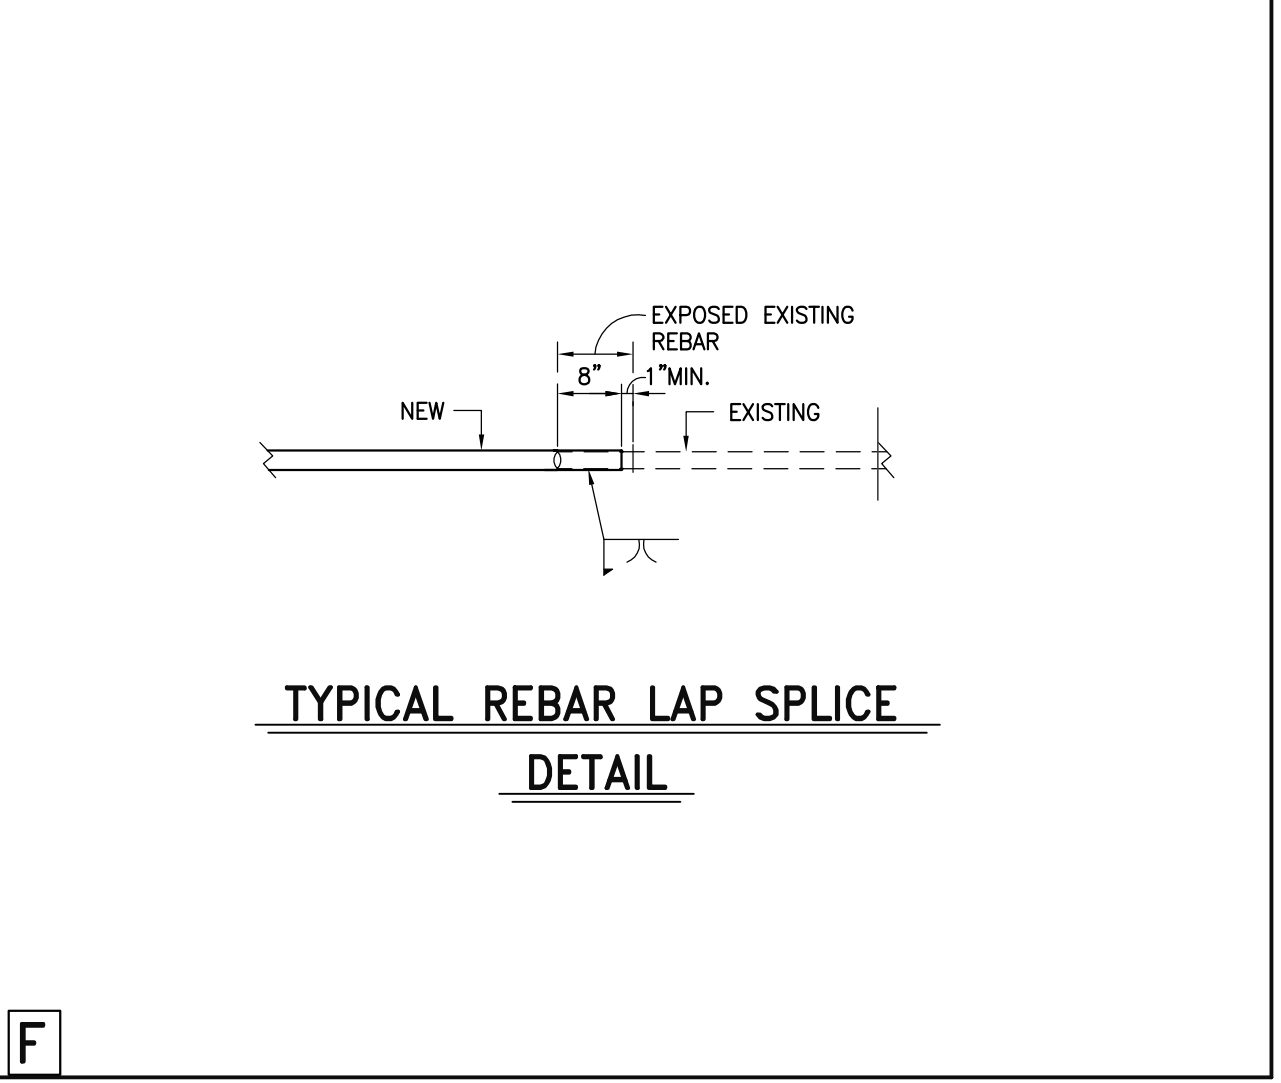 EXPOSED EXISTING
REBAR
8" 1"MIN.
NEW
EXISTING
TYPICAL REBAR LAP SPLICE
DETAIL
F